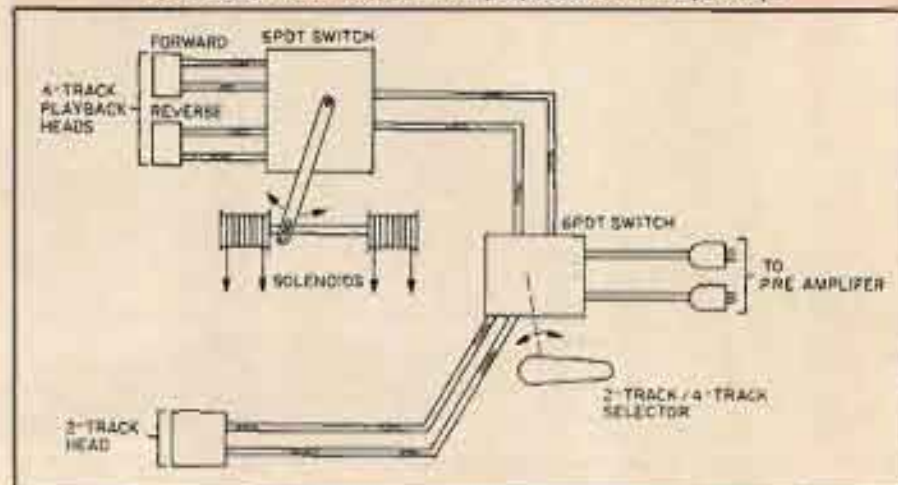 FORWARD
6PDT SWITCH
4-TRACK
PLAYBACK
HEADS
REVERSE
SOLENOIDS
6PDT SWITCH
TO
PRE AMPLIFER
2-TRACK/4-TRACK
SELECTOR
2-TRACK
HEAD